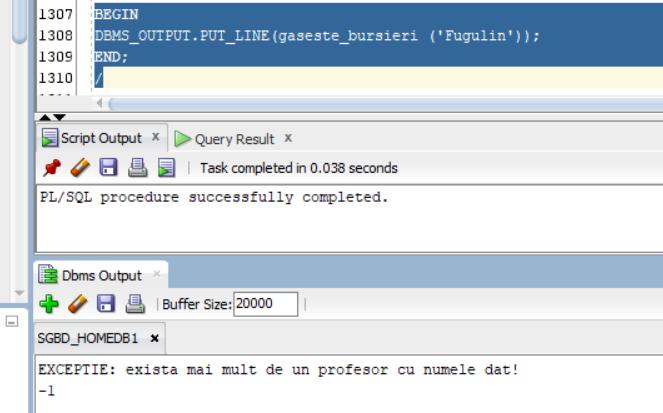 1307 BEGIN
1308 DBMS_OUTPUT.PUT_LINE(gaseste_bursieri ('Fugulin'));
1309 END;
1310 /
Script Output x Query Result x
Task completed in 0.038 seconds
PL/SQL procedure successfully completed.
Dbms Output x
Buffer Size: 20000
SGBD_HOMEDB1 x
EXCEPTIE: exista mai mult de un profesor cu numele dat!
-1